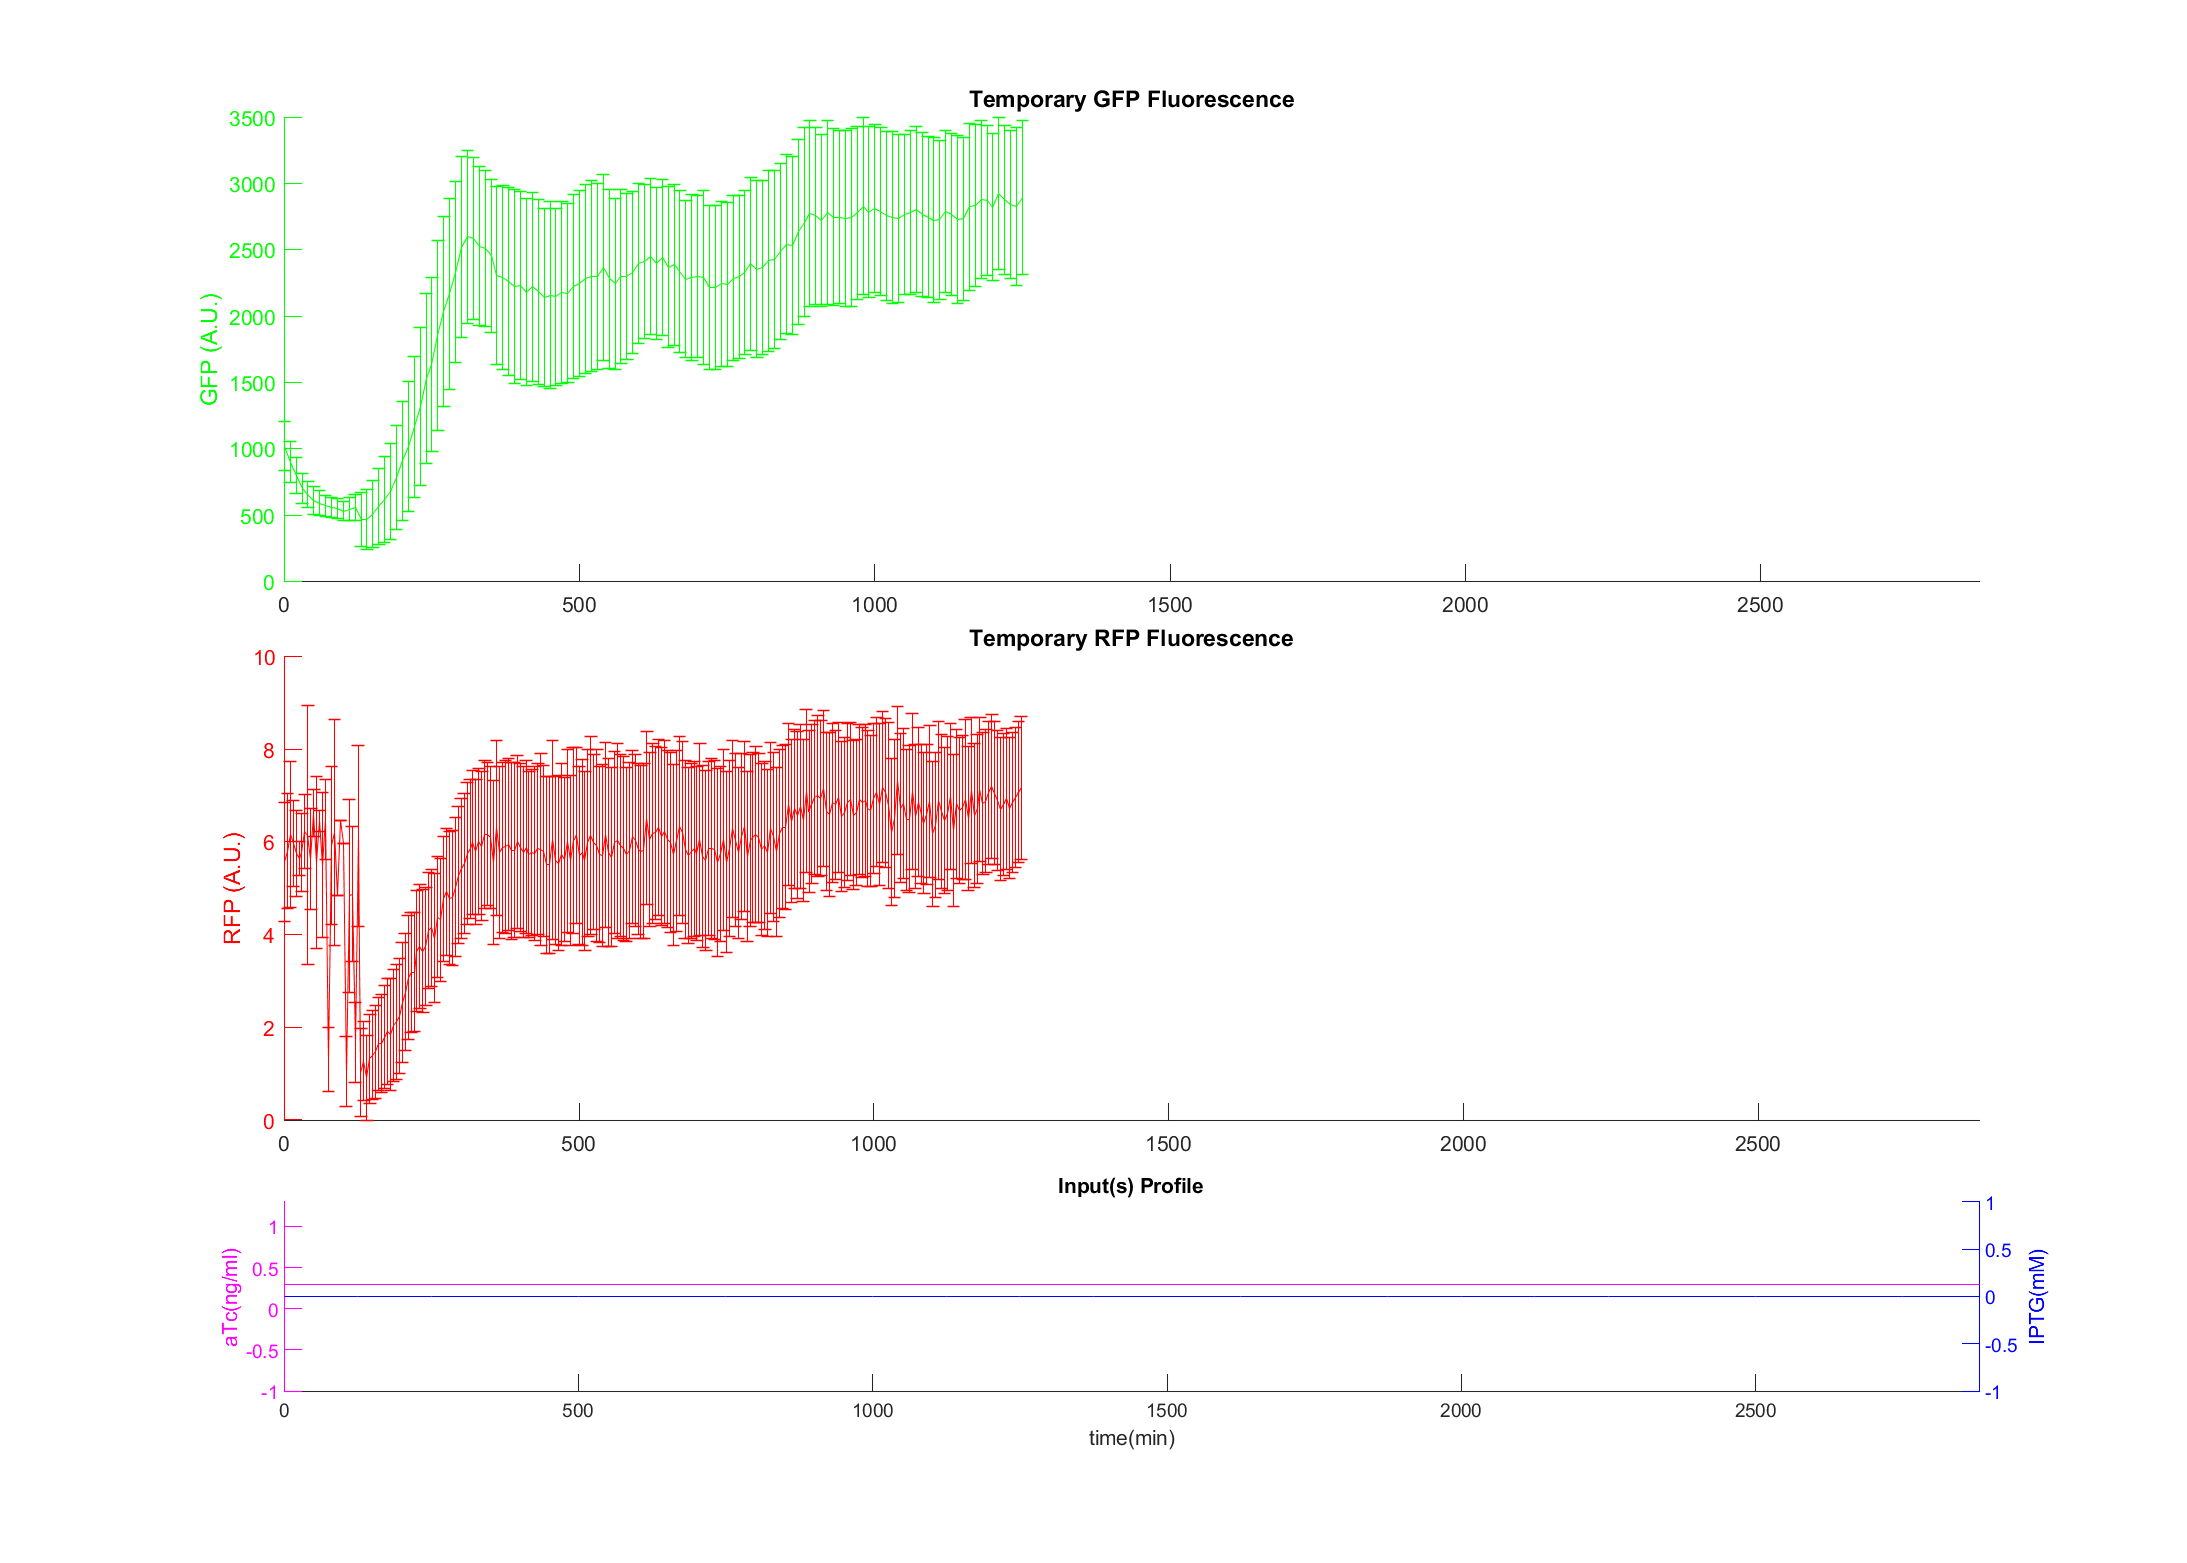 Temporary GFP Fluorescence
3500
3000
2500
2000
1500
1000
500
0
GFP (A.U.)
0 500 1000 1500 2000 2500
Temporary RFP Fluorescence
10
8
6
4
2
0
RFP (A.U.)
0 500 1000 1500 2000 2500
Input(s) Profile
1
0.5
0
-0.5
-1
aTc(ng/ml)
1
0.5
0
-0.5
-1
IPTG(mM)
0 500 1000 1500 2000 2500
time(min)